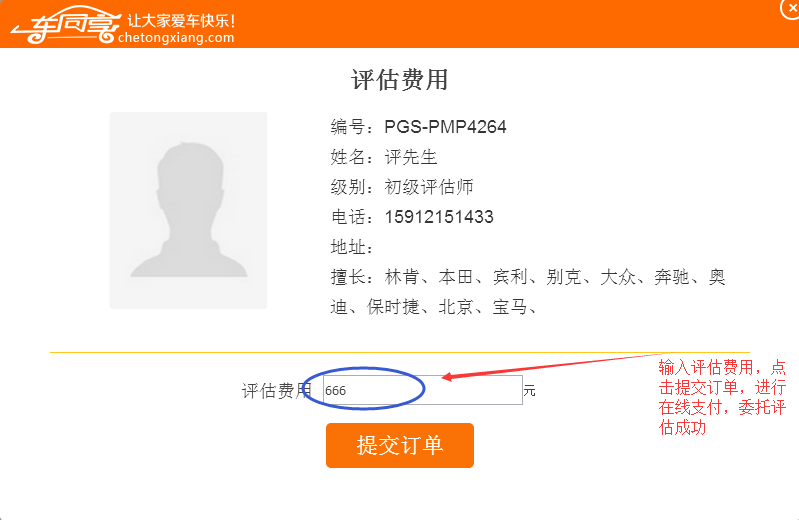 车同享 让大家爱车快乐！
chetongxiang.com
评估费用
编号：PGS-PMP4264
姓名：评先生
级别：初级评估师
电话：15912151433
地址：
擅长：林肯、本田、宾利、别克、大众、奔驰、奥
迪、保时捷、北京、宝马、
评估费用 666 元
输入评估费用，点
击提交订单，进行
在线支付，委托评
估成功
提交订单